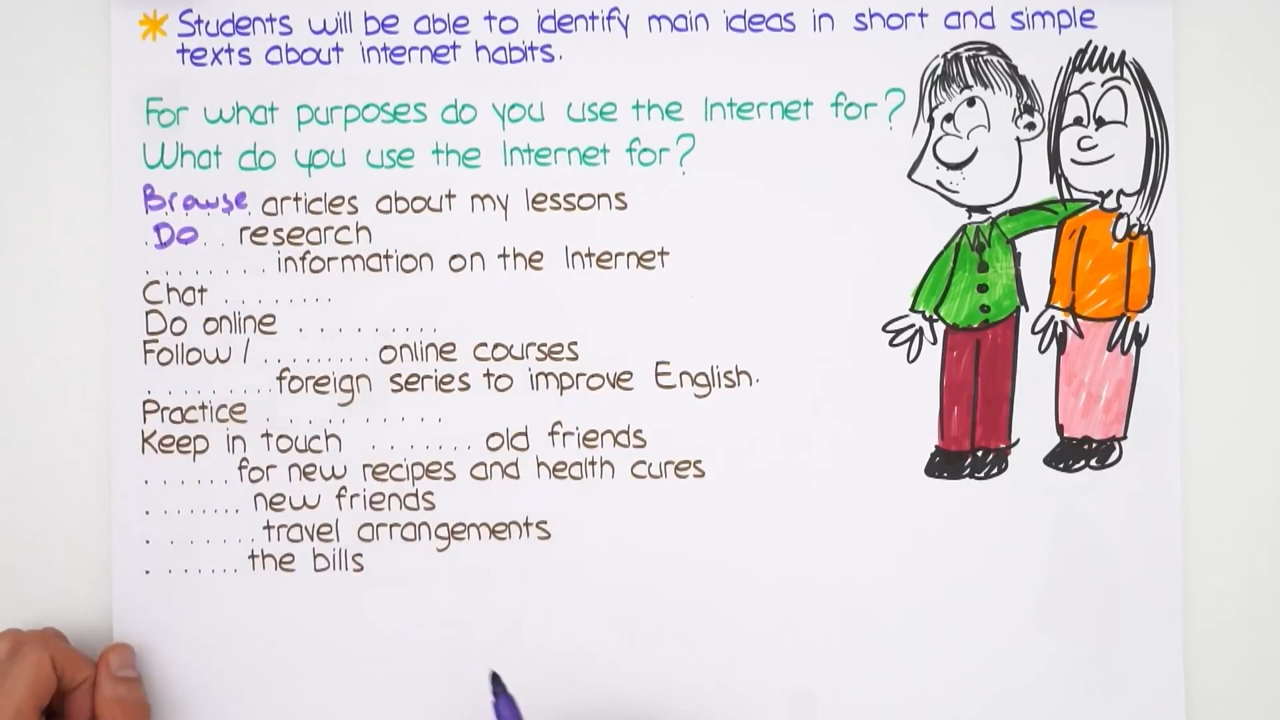 Students will be able to identify main ideas in short and simple
texts about internet habits.
For what purposes do you use the Internet for?
What do you use the Internet for?
Browse articles about my lessons
. Do . . research
. . . . . . . . information on the Internet
Chat . . . . . . . .
Do online . . . . . . . . .
Follow / . . . . . . . . . online courses
. . . . . . . . . foreign series to improve English.
Practice . . . . . . . . . .
Keep in touch . . . . . . . old friends
. . . . . . for new recipes and health cures
. . . . . . . . new friends
. . . . . . . . travel arrangements
. . . . . . . the bills